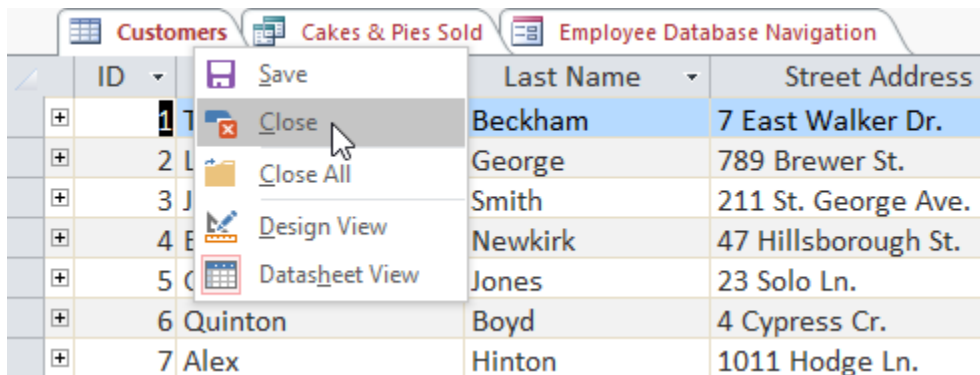 Customers Cakes & Pies Sold Employee Database Navigation
ID Last Name Street Address
Save
Close
Close All
Design View
Datasheet View
1 T Beckham 7 East Walker Dr.
2 L George 789 Brewer St.
3 J Smith 211 St. George Ave.
4 E Newkirk 47 Hillsborough St.
5 Jones 23 Solo Ln.
6 Quinton Boyd 4 Cypress Cr.
7 Alex Hinton 1011 Hodge Ln.